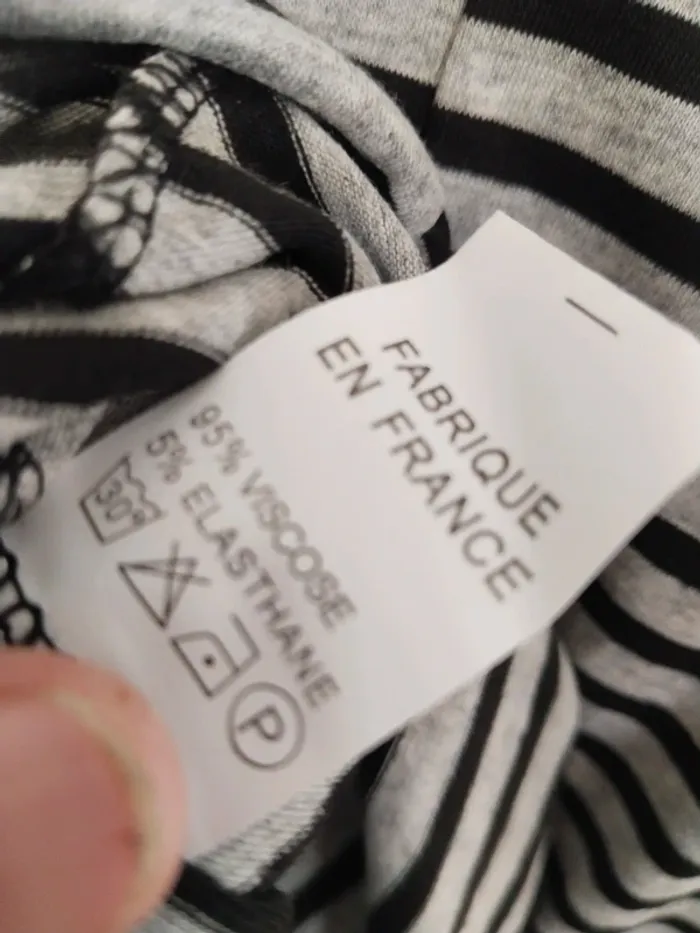 FABRIQUE
EN FRANCE
95% VISCOSE
5% ELASTHANE
30°
P